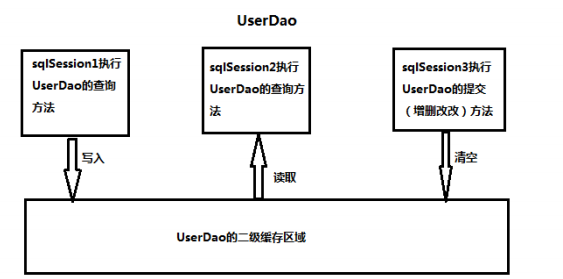 UserDao
sqlSession1执行
UserDao的查询
方法
sqlSession2执行
UserDao的查询方
法
sqlSession3执行
UserDao的提交
（增删改改）方法
写入
读取
清空
UserDao的二级缓存区域